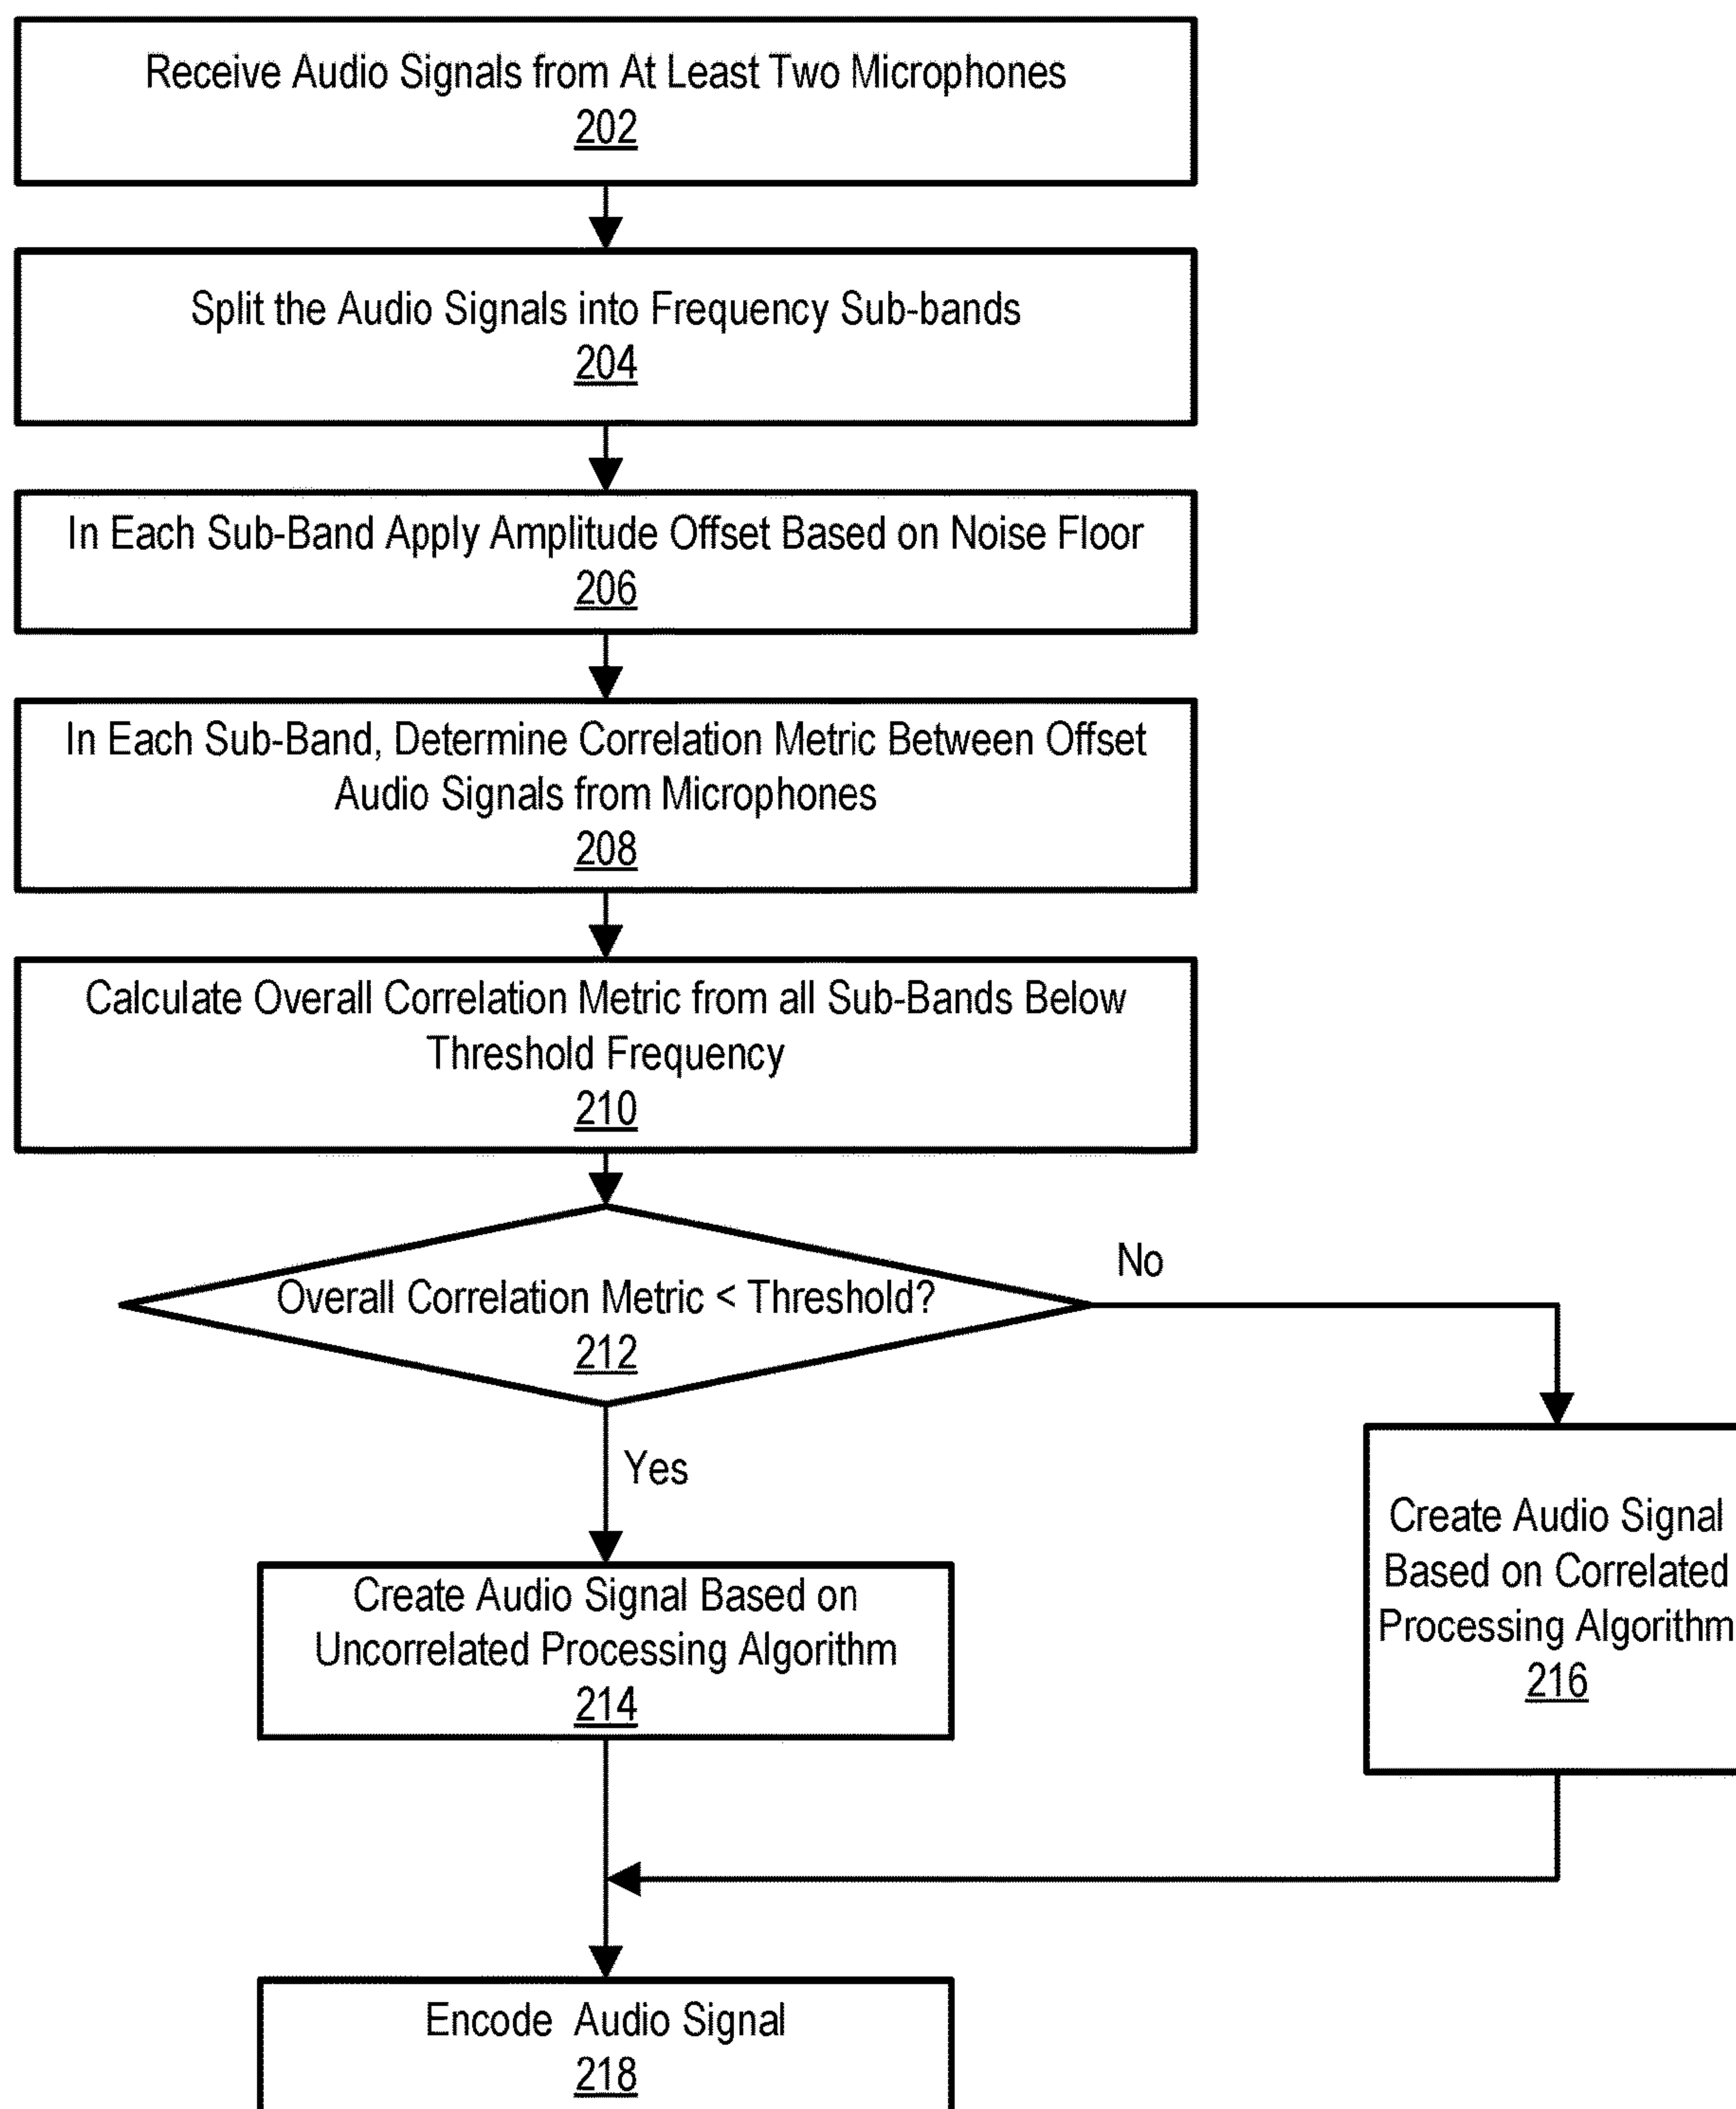 Receive Audio Signals from At Least Two Microphones
202
Split the Audio Signals into Frequency Sub-bands
204
In Each Sub-Band Apply Amplitude Offset Based on Noise Floor
206
In Each Sub-Band, Determine Correlation Metric Between Offset
Audio Signals from Microphones
208
Calculate Overall Correlation Metric from all Sub-Bands Below
Threshold Frequency
210
Overall Correlation Metric < Threshold?
212
No
Yes
Create Audio Signal Based on
Uncorrelated Processing Algorithm
214
Create Audio Signal
Based on Correlated
Processing Algorithm
216
Encode Audio Signal
218